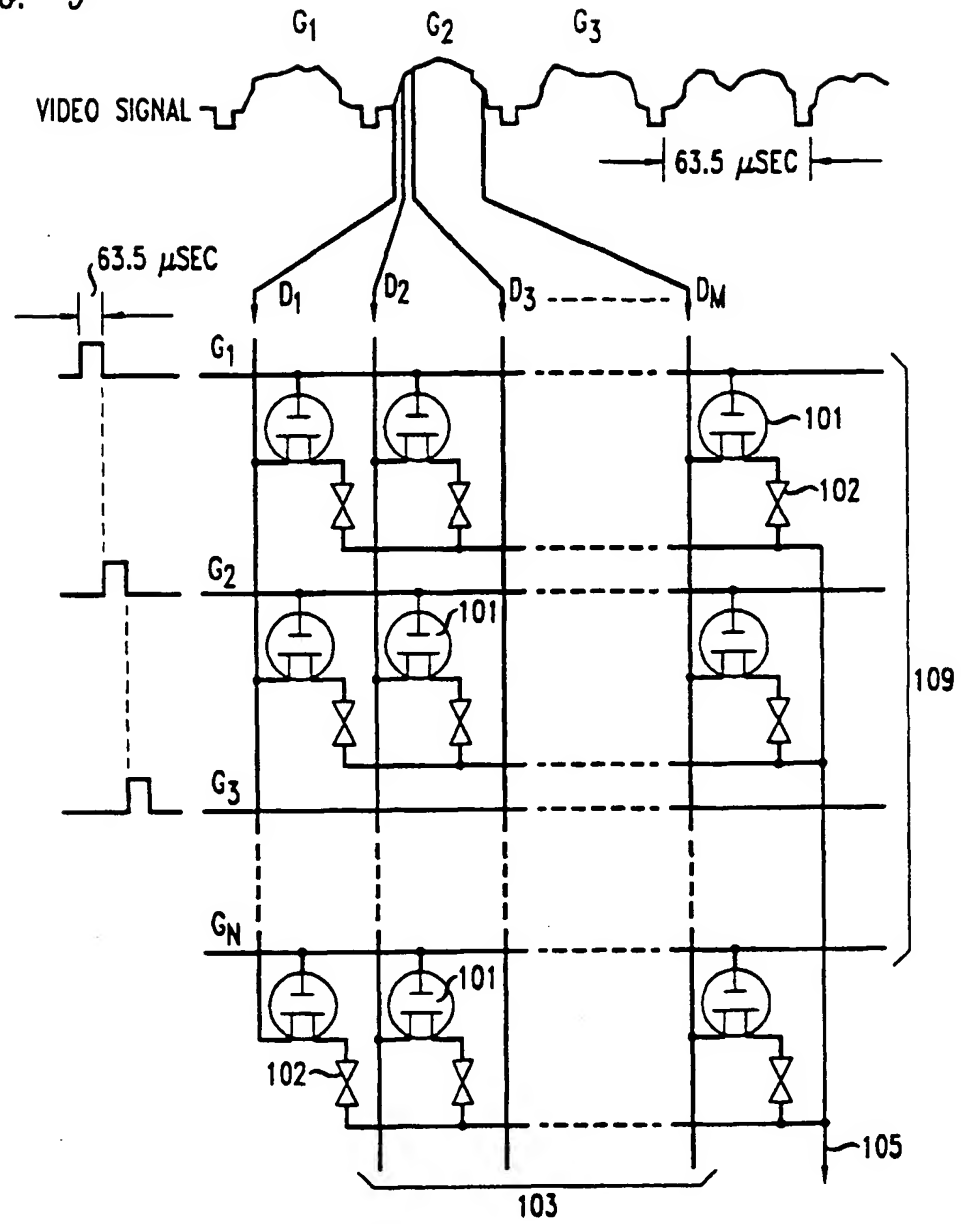 G1 G2 G3
VIDEO SIGNAL
63.5 μSEC
63.5 μSEC
D1 D2 D3 DM
G1
101
102
G2
101
109
G3
GN
101
102
105
103